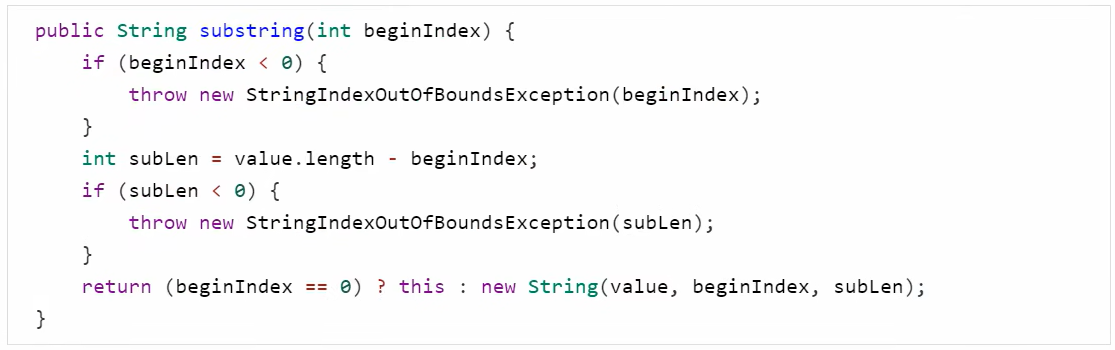 public String substring(int beginIndex) {
    if (beginIndex < 0) {
        throw new StringIndexOutOfBoundsException(beginIndex);
    }
    int subLen = value.length - beginIndex;
    if (subLen < 0) {
        throw new StringIndexOutOfBoundsException(subLen);
    }
    return (beginIndex == 0) ? this : new String(value, beginIndex, subLen);
}